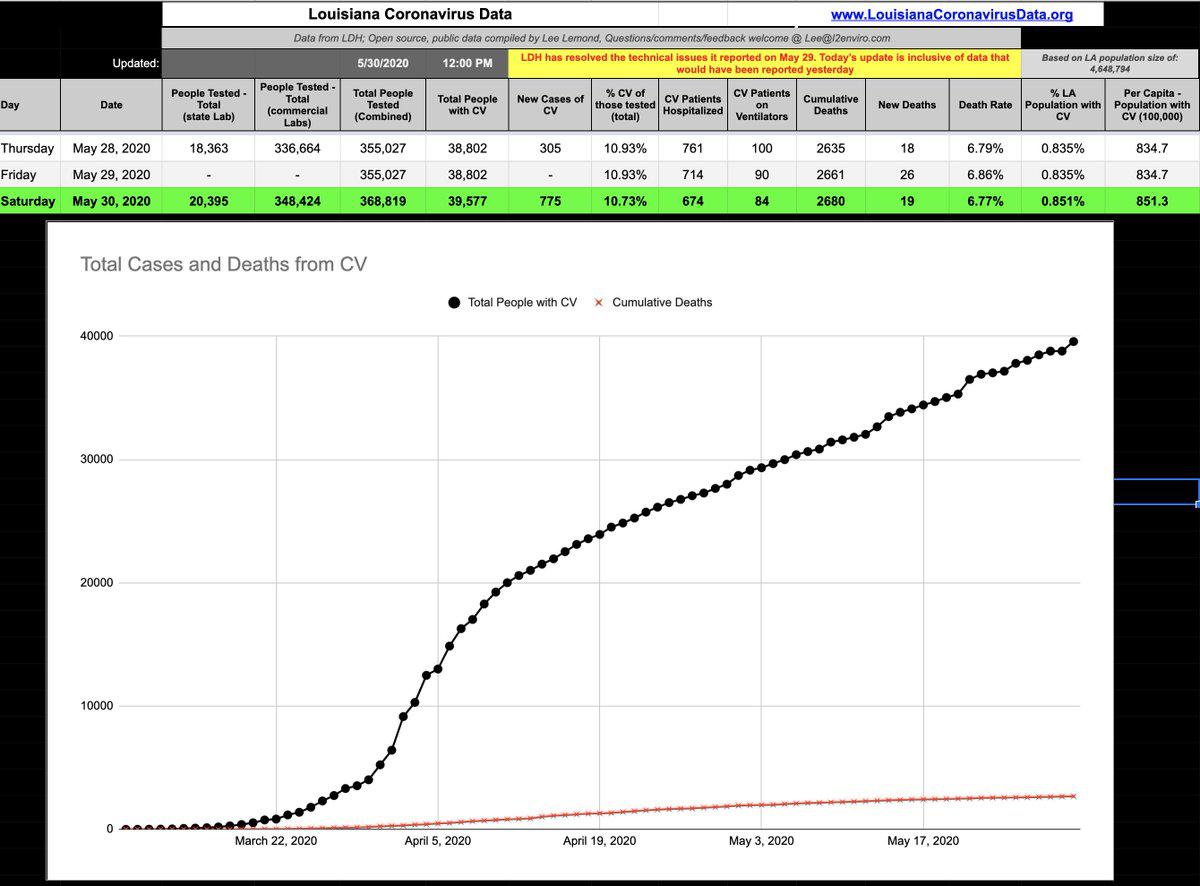 Louisiana Coronavirus Data www.LouisianaCoronavirusData.org
Data from LDH; Open source, public data compiled by Lee Lemond, Questions/comments/feedback welcome @ Lee@l2enviro.com
Updated: 5/30/2020 12:00 PM LDH has resolved the technical issues it reported on May 29. Today's update is inclusive of data that would have been reported yesterday Based on LA population size of: 4,648,794
Day Date People Tested - Total (state Lab) People Tested - Total (commercial Labs) Total People Tested (Combined) Total People with CV New Cases of CV % CV of those tested (total) CV Patients Hospitalized CV Patients on Ventilators Cumulative Deaths New Deaths Death Rate % LA Population with CV Per Capita - Population with CV (100,000)
Thursday May 28, 2020 18,363 336,664 355,027 38,802 305 10.93% 761 100 2635 18 6.79% 0.835% 834.7
Friday May 29, 2020 - - 355,027 38,802 - 10.93% 714 90 2661 26 6.86% 0.835% 834.7
Saturday May 30, 2020 20,395 348,424 368,819 39,577 775 10.73% 674 84 2680 19 6.77% 0.851% 851.3
Total Cases and Deaths from CV
Total People with CV Cumulative Deaths
40000
30000
20000
10000
0
March 22, 2020 April 5, 2020 April 19, 2020 May 3, 2020 May 17, 2020